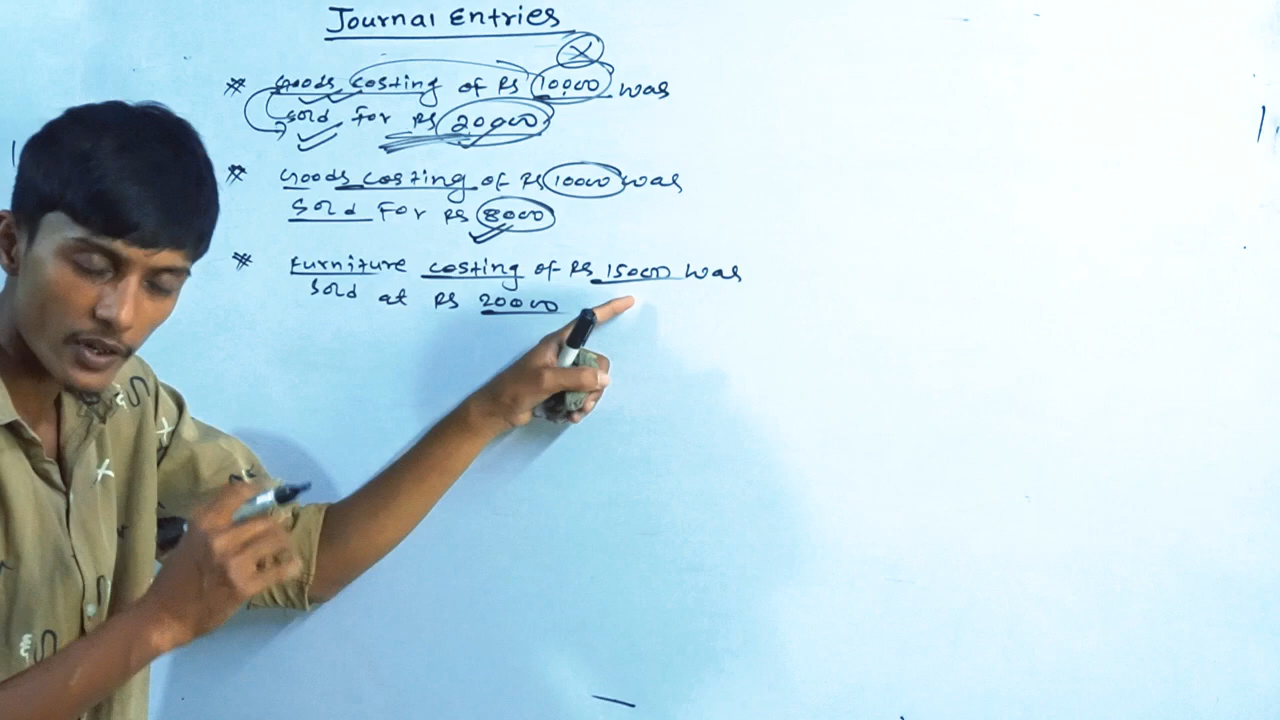 Journal Entries
* Goods costing of Rs 10000 was
sold for Rs 20000
* Goods costing of Rs 10000 was
sold for Rs 8000
* Furniture costing of Rs 15000 was
sold at Rs 20000